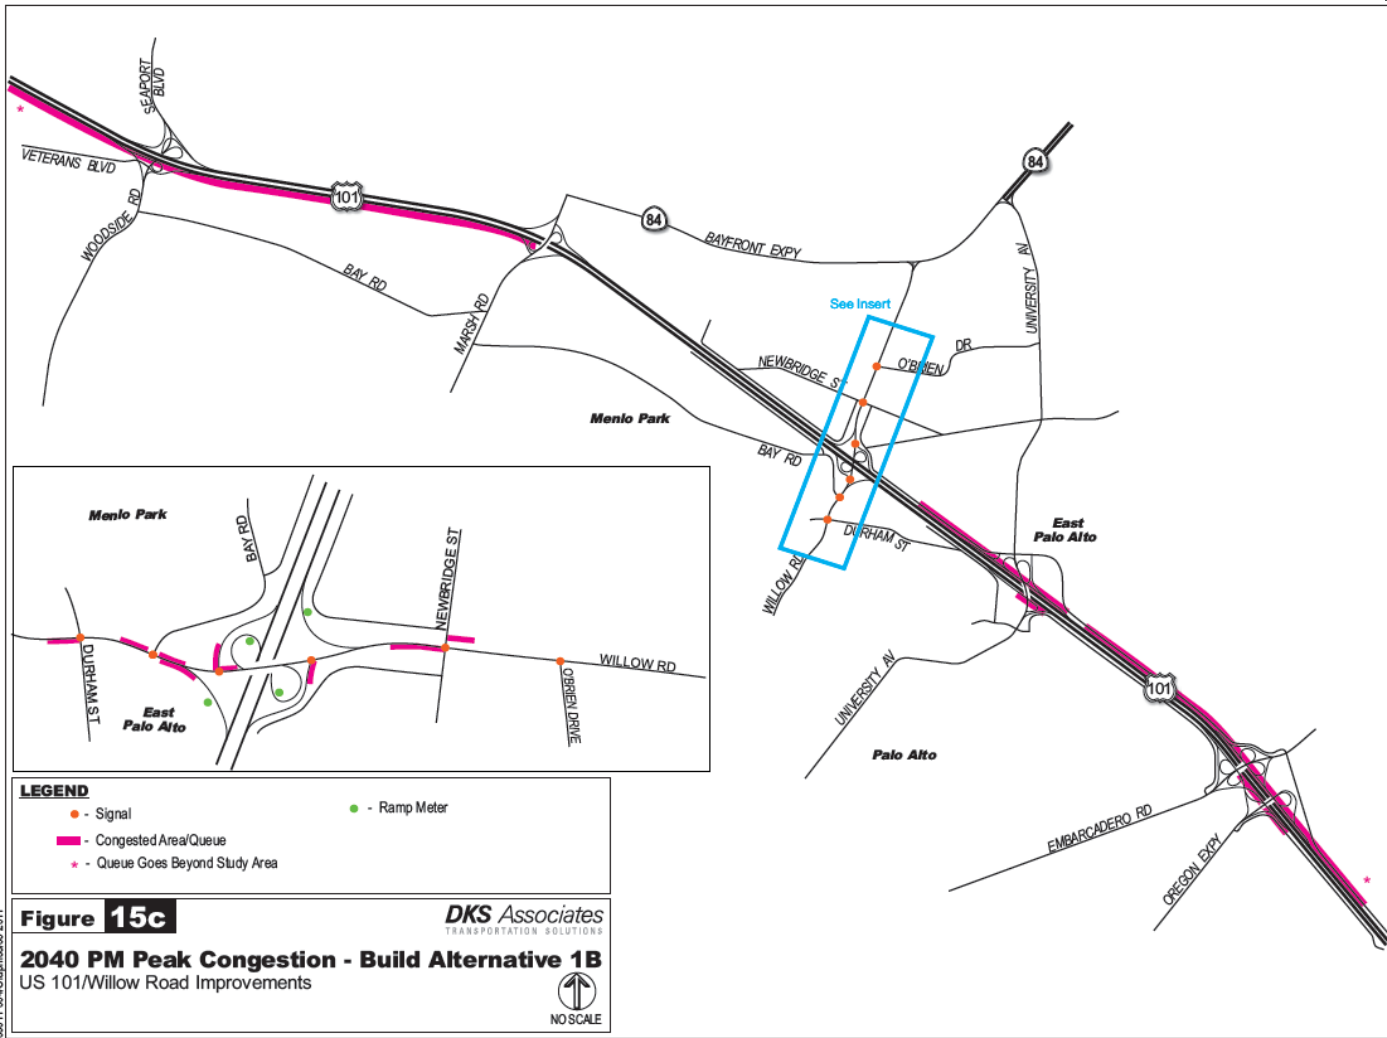 SEAPORT
BLVD
*
VETERANS BLVD
WOODSIDE RD
101
84
84
BAYFRONT EXPY
UNIVERSITY AV
BAY RD
MARSH RD
See Insert
NEWBRIDGE ST
O'BRIEN
DR
Menlo Park
BAY RD
DURHAM ST
WILLOW RD
East
Palo Alto
UNIVERSITY AV
101
Palo Alto
EMBARCADERO RD
OREGON EXPY
*
Menlo Park
BAY RD
NEWBRIDGE ST
DURHAM ST
East
Palo Alto
WILLOW RD
O'BRIEN DRIVE
LEGEND
- Signal
- Ramp Meter
- Congested Area/Queue
* - Queue Goes Beyond Study Area
Figure 15c
DKS Associates
TRANSPORTATION SOLUTIONS
2040 PM Peak Congestion - Build Alternative 1B
US 101/Willow Road Improvements
NO SCALE